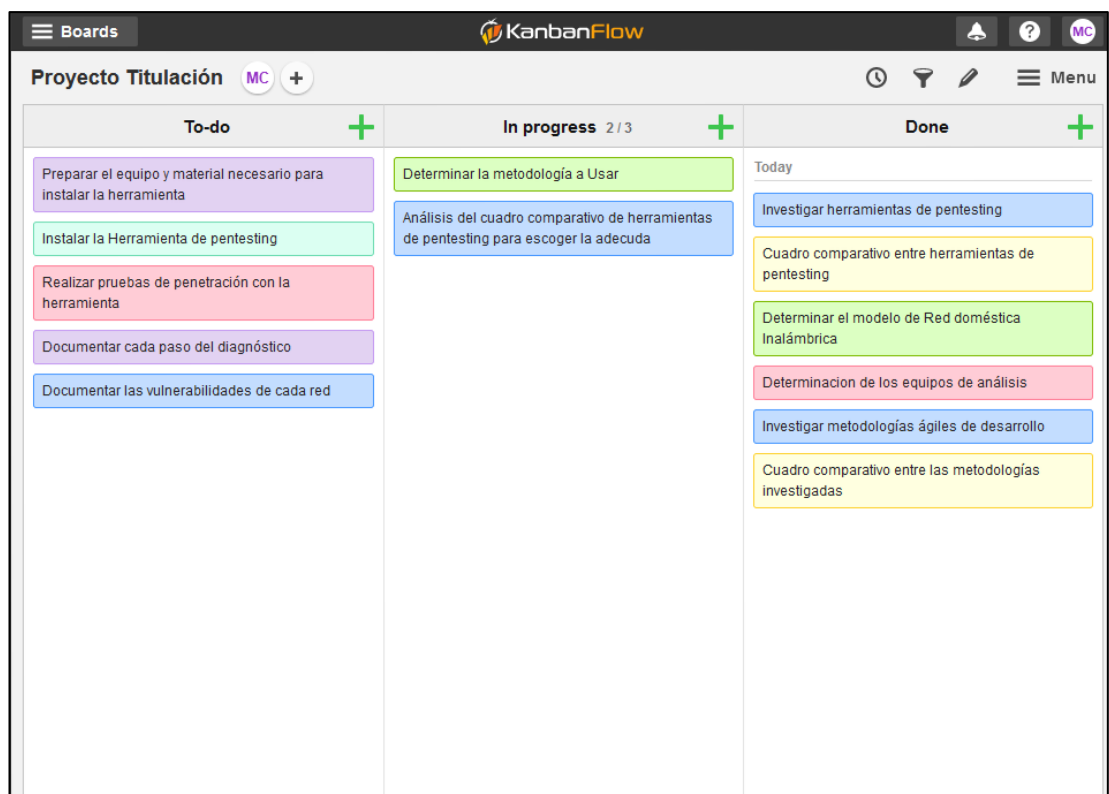 Boards
KanbanFlow
?
MC
Proyecto Titulación
MC
+
Menu
To-do
Preparar el equipo y material necesario para
instalar la herramienta
Instalar la Herramienta de pentesting
Realizar pruebas de penetración con la
herramienta
Documentar cada paso del diagnóstico
Documentar las vulnerabilidades de cada red
In progress 2/3
Determinar la metodología a Usar
Análisis del cuadro comparativo de herramientas
de pentesting para escoger la adecuda
Done
Today
Investigar herramientas de pentesting
Cuadro comparativo entre herramientas de
pentesting
Determinar el modelo de Red doméstica
Inalámbrica
Determinacion de los equipos de análisis
Investigar metodologías ágiles de desarrollo
Cuadro comparativo entre las metodologías
investigadas